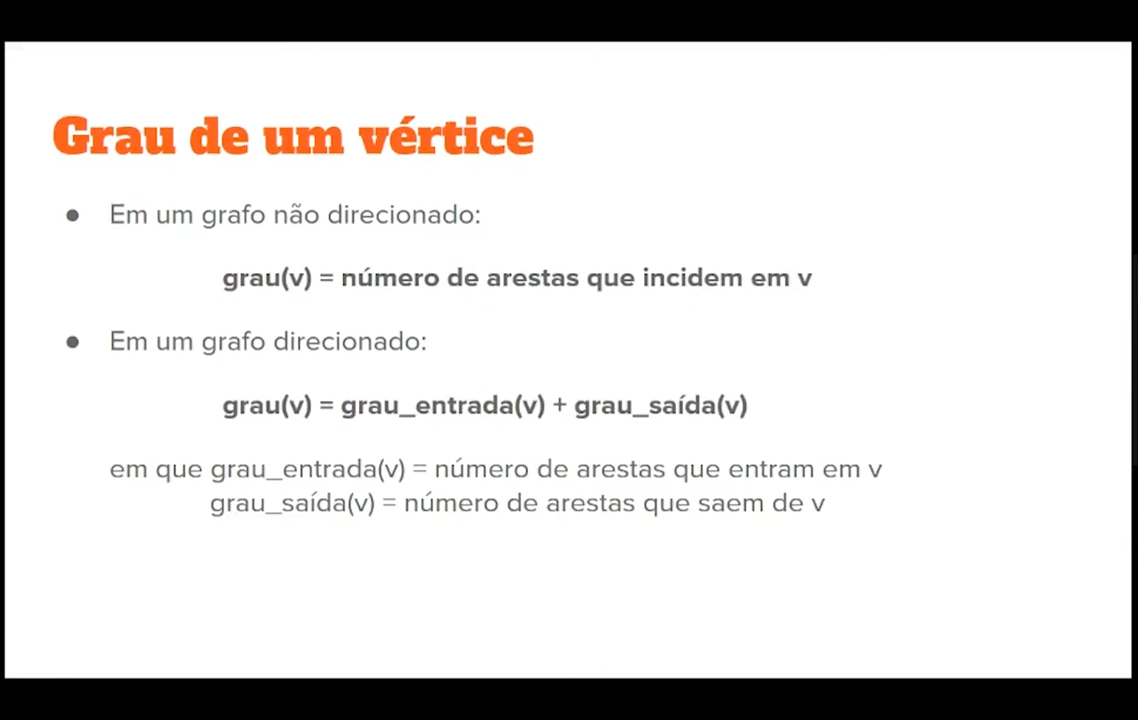 Grau de um vértice
● Em um grafo não direcionado:
grau(v) = número de arestas que incidem em v
● Em um grafo direcionado:
grau(v) = grau_entrada(v) + grau_saída(v)
em que grau_entrada(v) = número de arestas que entram em v
grau_saída(v) = número de arestas que saem de v